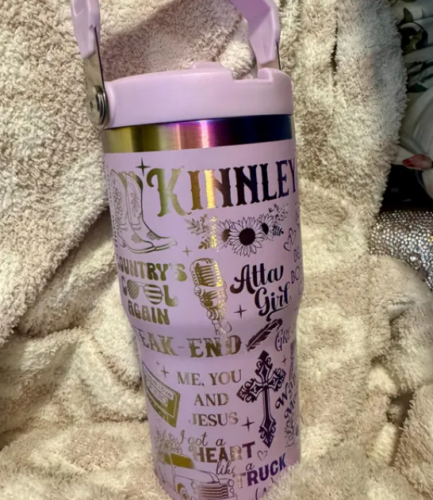 KINNLEY
COUNTRY'S
COOL
AGAIN
Atta
Girl
EAK-END
ME, YOU
AND
JESUS
I got a
HEART
like a
TRUCK